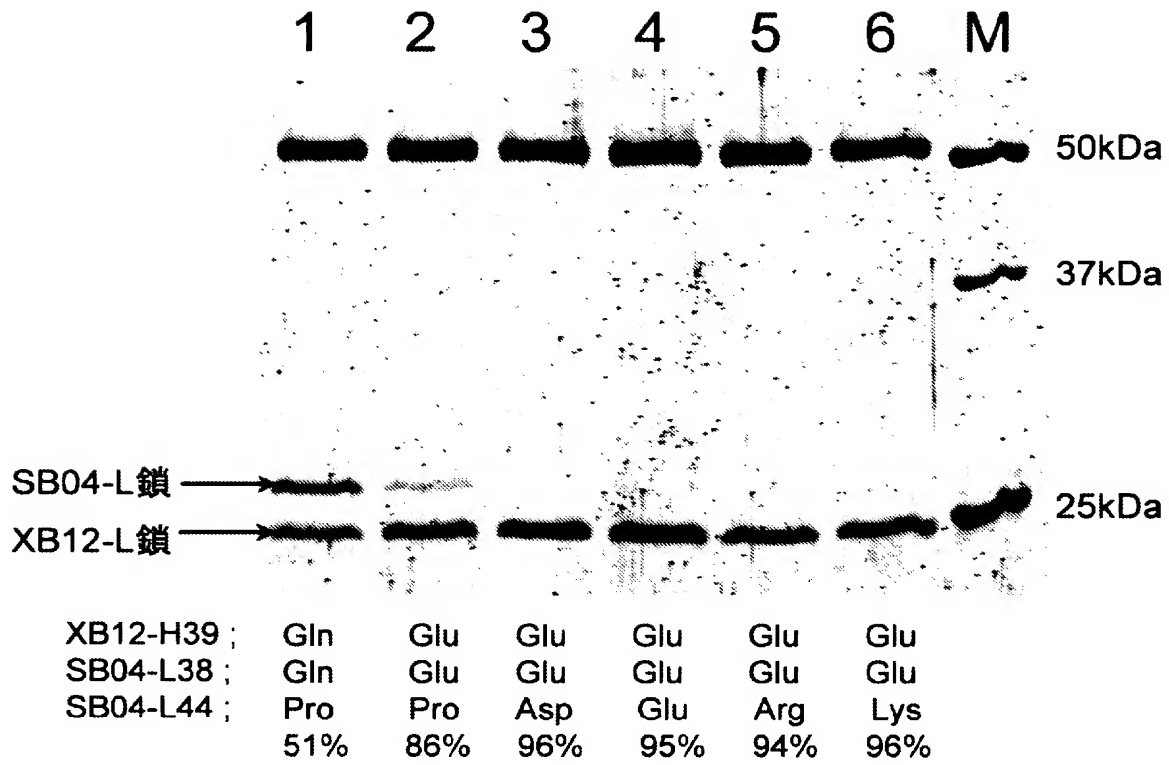 1 2 3 4 5 6 M
50kDa
37kDa
SB04-L鎖
25kDa
XB12-L鎖
XB12-H39 ; Gln Glu Glu Glu Glu Glu
SB04-L38 ; Gln Glu Glu Glu Glu Glu
SB04-L44 ; Pro Pro Asp Glu Arg Lys
51% 86% 96% 95% 94% 96%